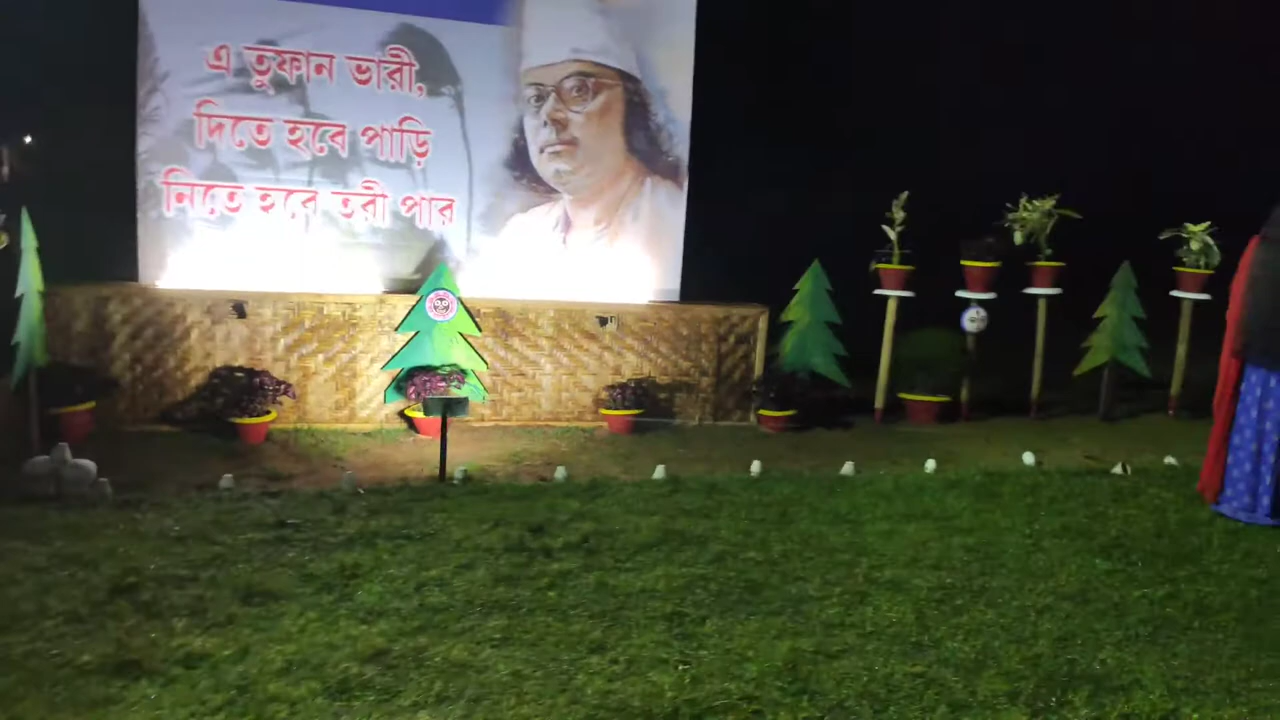 এ তুফান ভারী,
দিতে হবে পাড়ি
নিতে হবে তরী পার